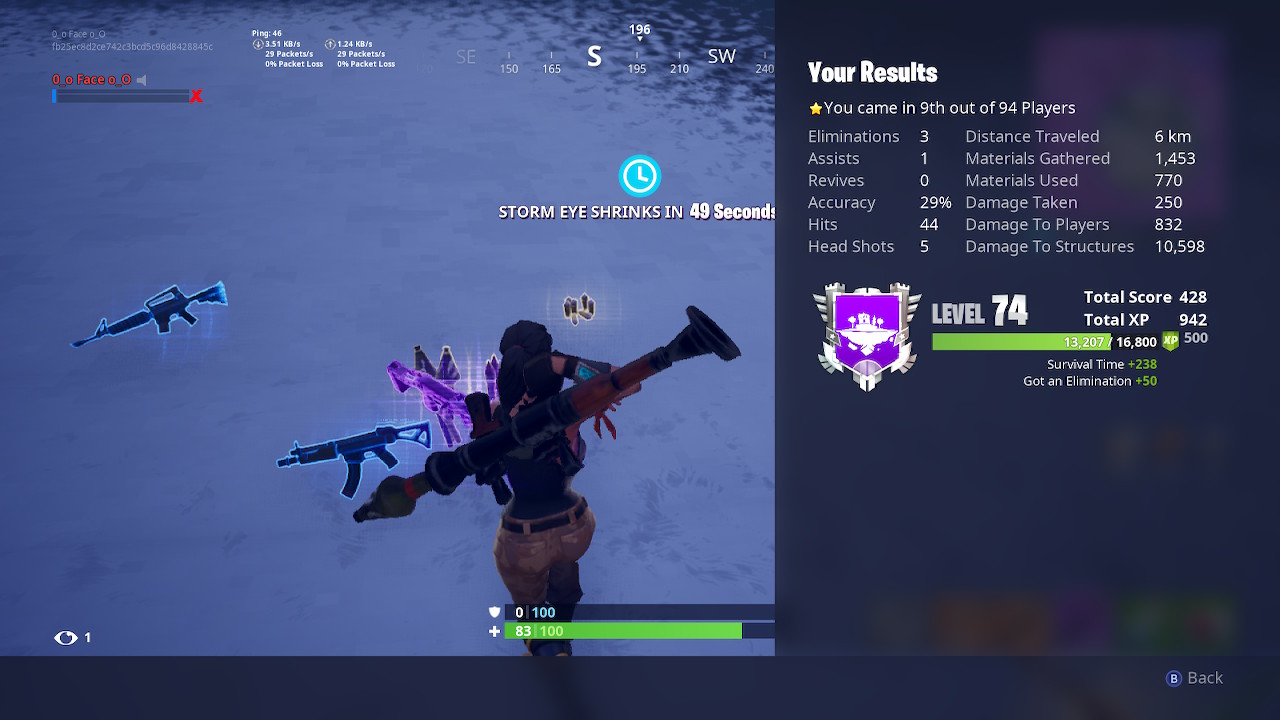 0_o Face o_O
fb25ec8d2ce742c3bcd5c96d8428845c
Ping: 46
3.51 KB/s 1.24 KB/s
29 Packets/s 29 Packets/s
0% Packet Loss 0% Packet Loss
0_o Face o_O
X
196
SE 150 165 S 195 210 SW 240
STORM EYE SHRINKS IN 49 Seconds
1
0 | 100
83 | 100
Your Results
You came in 9th out of 94 Players
Eliminations 3 Distance Traveled 6 km
Assists 1 Materials Gathered 1,453
Revives 0 Materials Used 770
Accuracy 29% Damage Taken 250
Hits 44 Damage To Players 832
Head Shots 5 Damage To Structures 10,598
LEVEL 74
Total Score 428
Total XP 942
13,207 / 16,800 XP 500
Survival Time +238
Got an Elimination +50
B Back